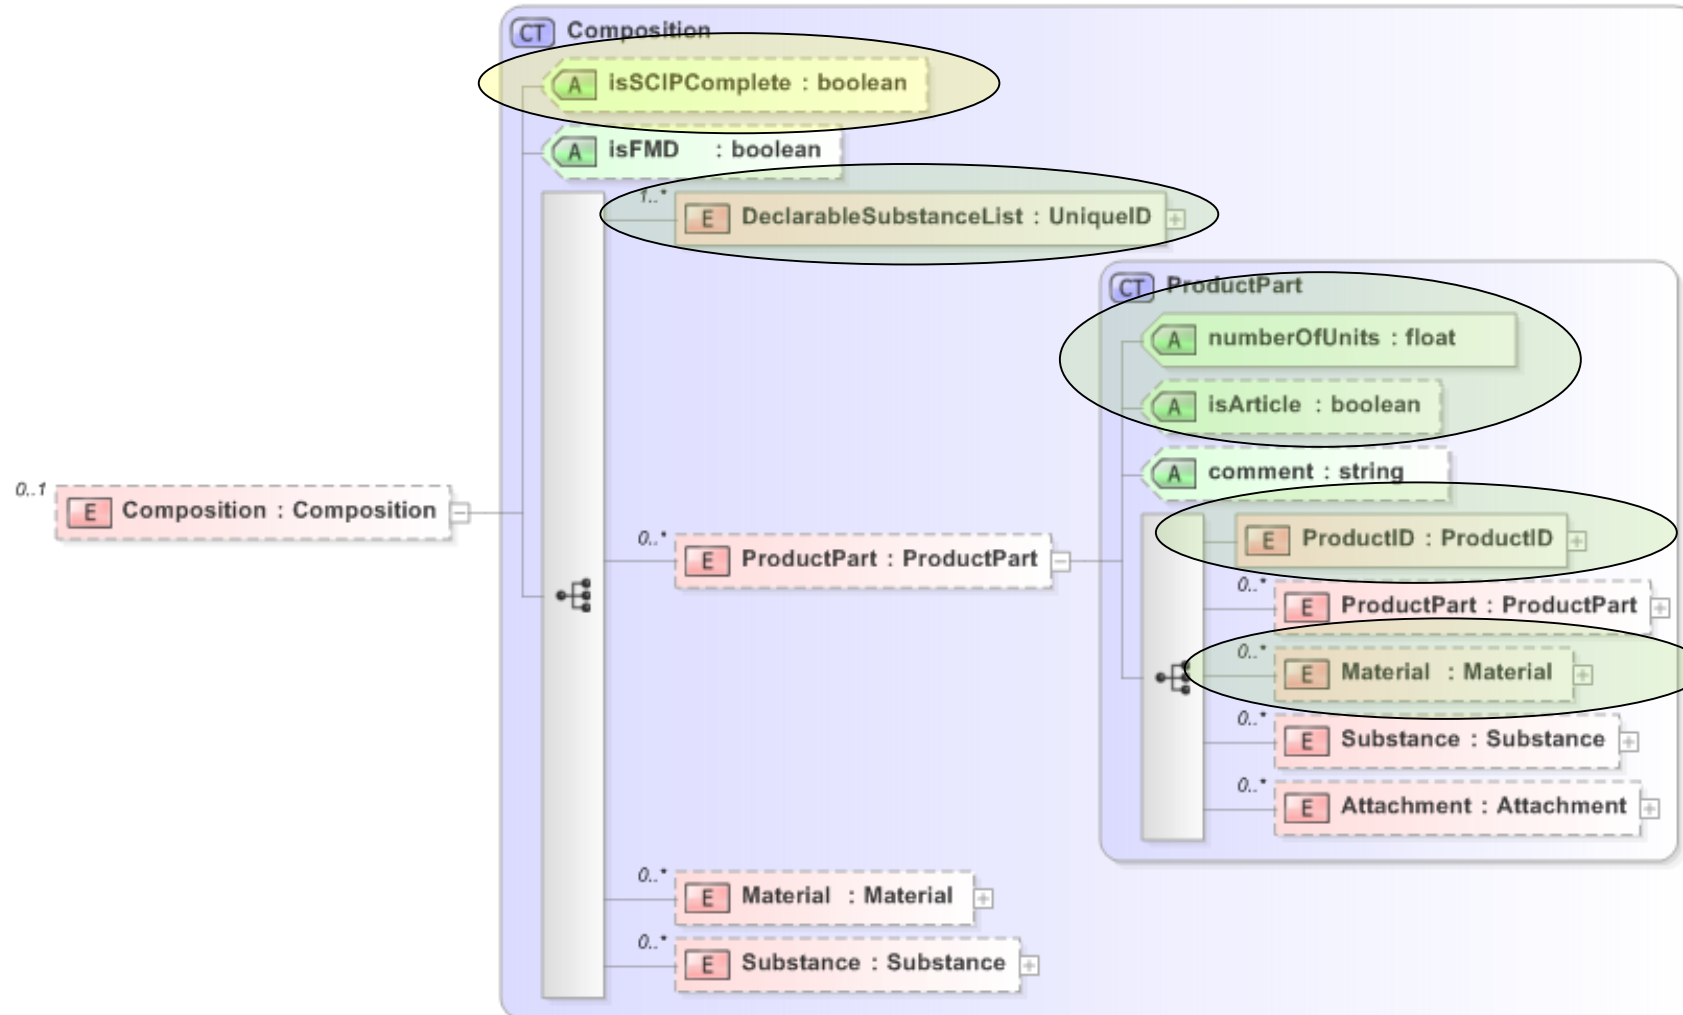 CT Composition
A isSCIPComplete : boolean
A isFMD : boolean
1..*
E DeclarableSubstanceList : UniqueID
CT ProductPart
A numberOfUnits : float
A isArticle : boolean
A comment : string
0..1
E Composition : Composition
0..*
E ProductPart : ProductPart
E ProductID : ProductID
0..*
E ProductPart : ProductPart
0..*
E Material : Material
0..*
E Substance : Substance
0..*
E Attachment : Attachment
0..*
E Material : Material
0..*
E Substance : Substance